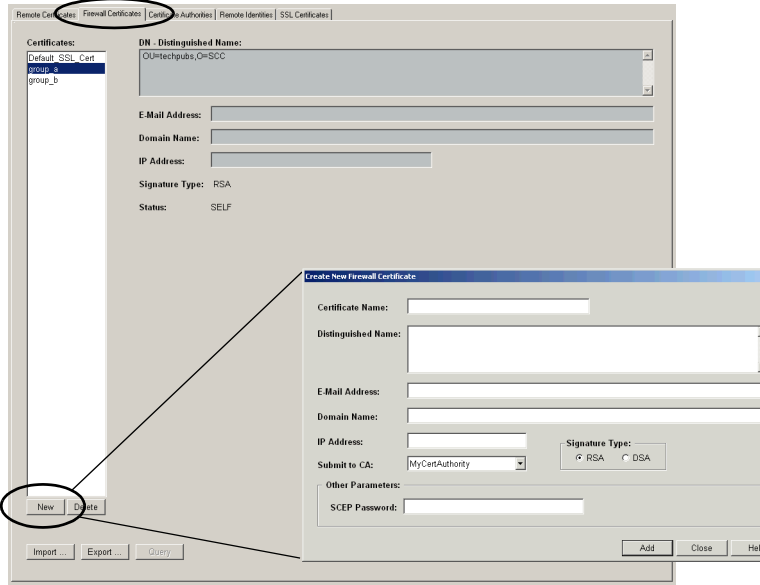 Remote Certificates Firewall Certificates Certificate Authorities Remote Identities SSL Certificates
Certificates:
Default_SSL_Cert
group_a
group_b
DN - Distinguished Name:
OU=techpubs,O=SCC
E-Mail Address:
Domain Name:
IP Address:
Signature Type: RSA
Status: SELF
New Delete
Import ... Export ... Query
Create New Firewall Certificate
Certificate Name:
Distinguished Name:
E-Mail Address:
Domain Name:
IP Address:
Signature Type:
RSA DSA
Submit to CA: MyCertAuthority
Other Parameters:
SCEP Password:
Add Close Hel